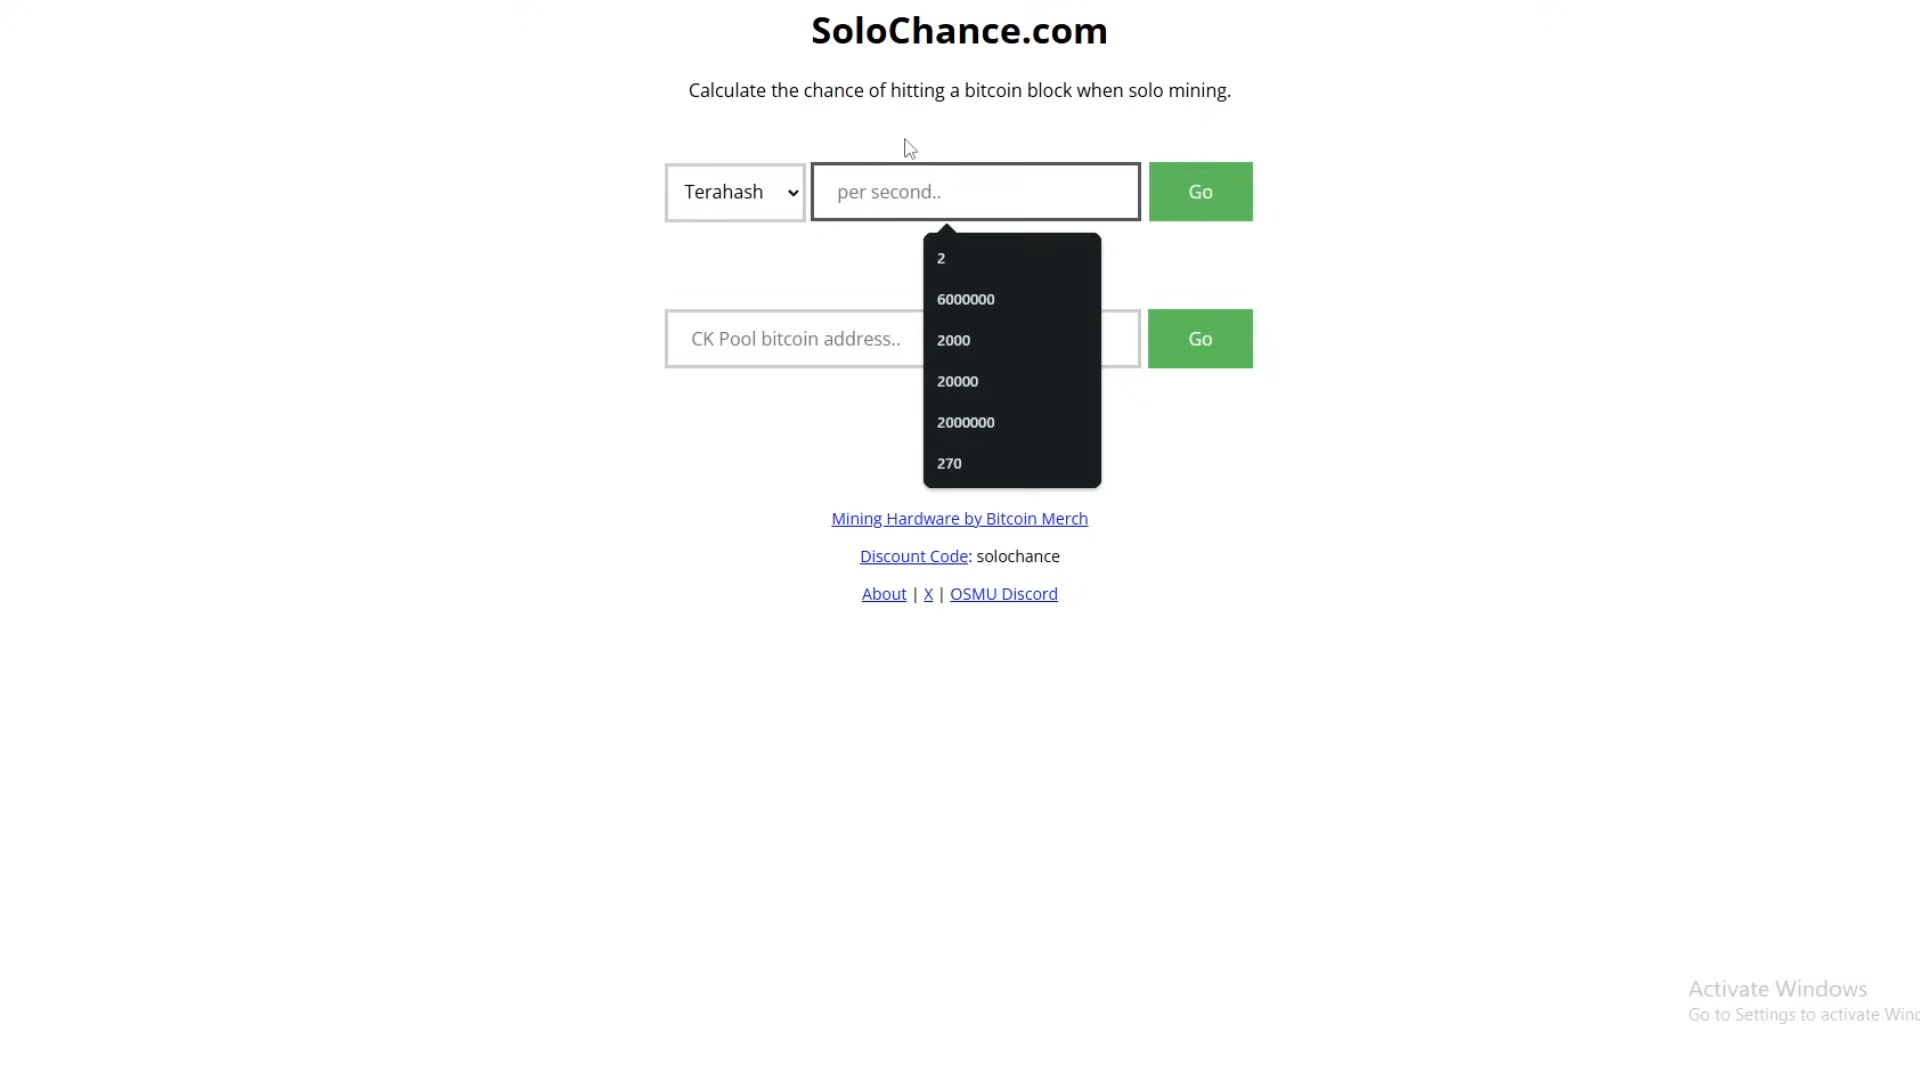 SoloChance.com
Calculate the chance of hitting a bitcoin block when solo mining.
Terahash
per second..
Go
2
6000000
2000
20000
2000000
270
CK Pool bitcoin address..
Go
Mining Hardware by Bitcoin Merch
Discount Code: solochance
About | X | OSMU Discord
Activate Windows
Go to Settings to activate Winc